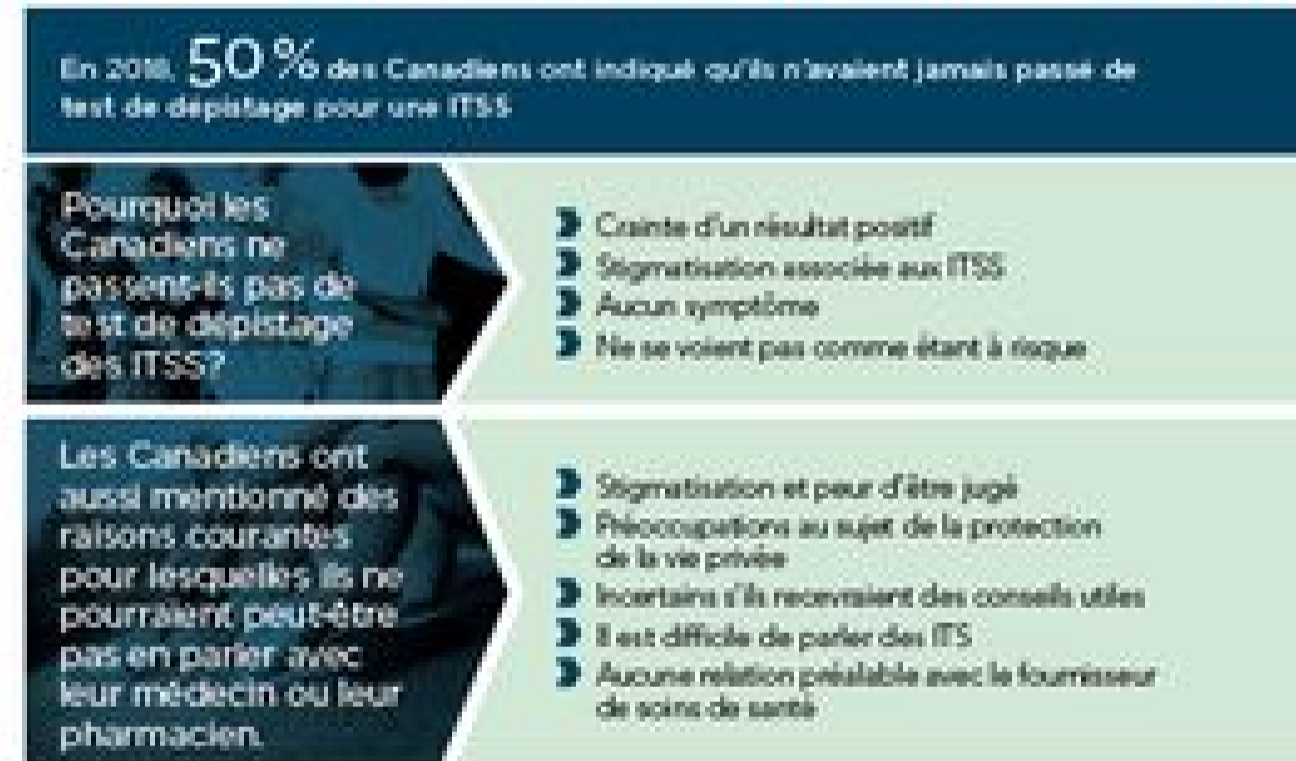 En 2018, 50 % des Canadiens ont indiqué qu'ils n'avaient jamais passé de
test de dépistage pour une ITSS
Pourquoi les
Canadiens ne
passent-ils pas de
test de dépistage
des ITSS?
Crainte d'un résultat positif
Stigmatisation associée aux ITSS
Aucun symptôme
Ne se voient pas comme étant à risque
Les Canadiens ont
aussi mentionné des
raisons courantes
pour lesquelles ils ne
pourraient peut-être
pas en parler avec
leur médecin ou leur
pharmacien.
Stigmatisation et peur d'être jugé
Préoccupations au sujet de la protection
de la vie privée
Incertains s'ils recevraient des conseils utiles
Il est difficile de parler des ITS
Aucune relation préalable avec le fournisseur
de soins de santé